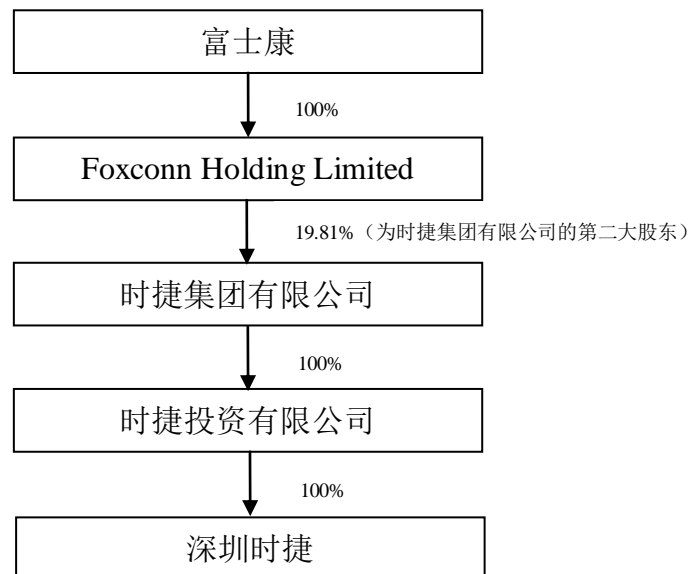 富士康
100%
Foxconn Holding Limited
19.81%（为时捷集团有限公司的第二大股东）
时捷集团有限公司
100%
时捷投资有限公司
100%
深圳时捷